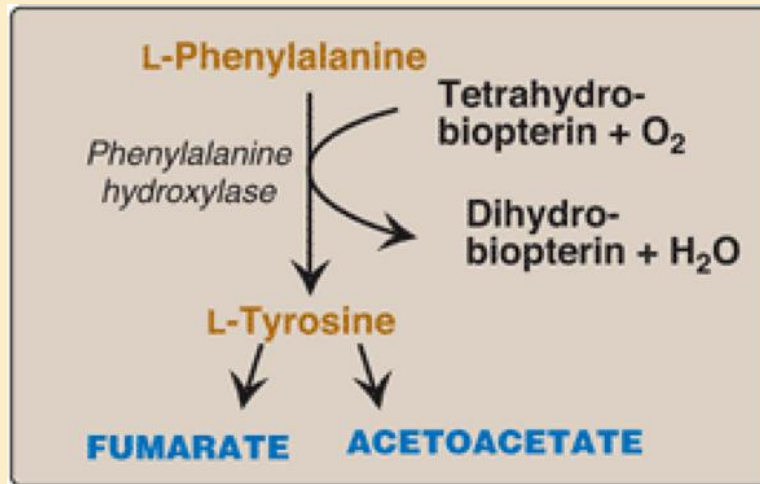 L-Phenylalanine
Tetrahydro-
biopterin + O₂
Phenylalanine
hydroxylase
Dihydro-
biopterin + H₂O
L-Tyrosine
FUMARATE ACETOACETATE